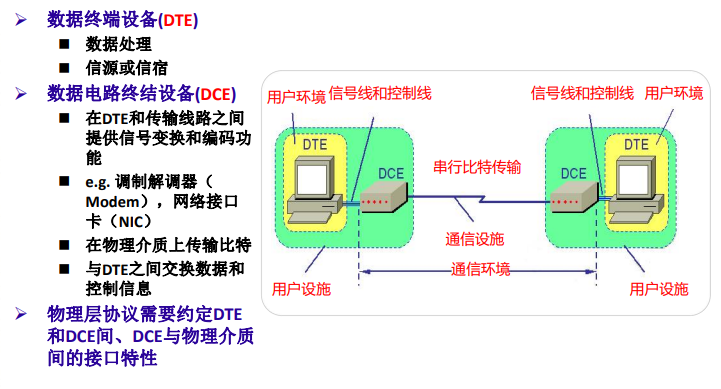 数据终端设备(DTE)
数据处理
信源或信宿
数据电路终结设备(DCE)
在DTE和传输线路之间
提供信号变换和编码功
能
e.g. 调制解调器（
Modem），网络接口
卡（NIC）
在物理介质上传输比特
与DTE之间交换数据和
控制信息
物理层协议需要约定DTE
和DCE间、DCE与物理介质
间的接口特性
用户环境
信号线和控制线
信号线和控制线
用户环境
DTE
DCE
串行比特传输
DCE
DTE
通信设施
通信环境
用户设施
用户设施